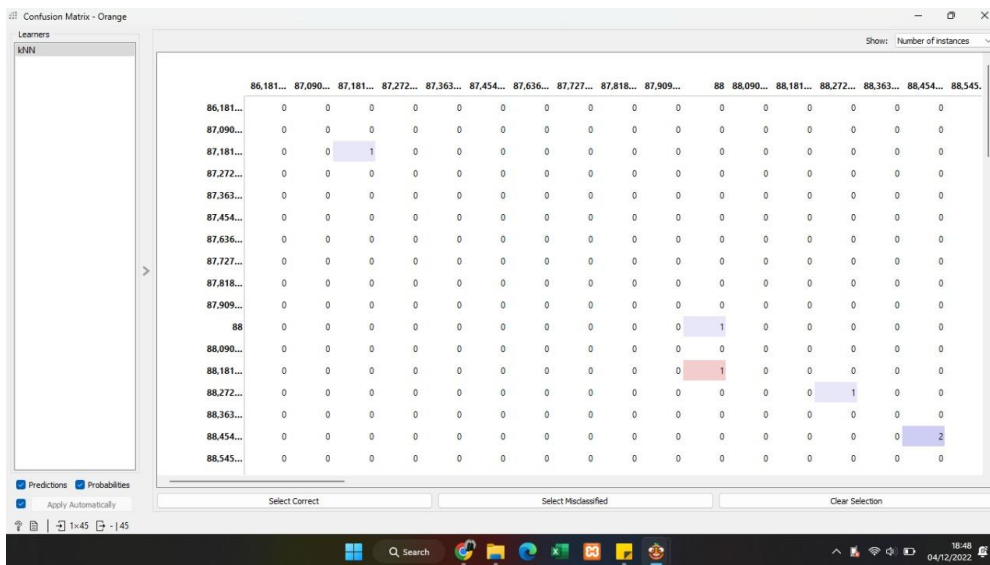 Confusion Matrix - Orange
Learners
kNN
Show: Number of instances
86,181... 87,090... 87,181... 87,272... 87,363... 87,454... 87,636... 87,727... 87,818... 87,909... 88 88,090... 88,181... 88,272... 88,363... 88,454... 88,545.
86,181... 0 0 0 0 0 0 0 0 0 0 0 0 0 0 0 0
87,090... 0 0 0 0 0 0 0 0 0 0 0 0 0 0 0 0
87,181... 0 0 1 0 0 0 0 0 0 0 0 0 0 0 0 0
87,272... 0 0 0 0 0 0 0 0 0 0 0 0 0 0 0 0
87,363... 0 0 0 0 0 0 0 0 0 0 0 0 0 0 0 0
87,454... 0 0 0 0 0 0 0 0 0 0 0 0 0 0 0 0
87,636... 0 0 0 0 0 0 0 0 0 0 0 0 0 0 0 0
87,727... 0 0 0 0 0 0 0 0 0 0 0 0 0 0 0 0
87,818... 0 0 0 0 0 0 0 0 0 0 0 0 0 0 0 0
87,909... 0 0 0 0 0 0 0 0 0 0 0 0 0 0 0 0
88 0 0 0 0 0 0 0 0 0 0 1 0 0 0 0 0
88,090... 0 0 0 0 0 0 0 0 0 0 0 0 0 0 0 0
88,181... 0 0 0 0 0 0 0 0 0 0 1 0 0 0 0 0
88,272... 0 0 0 0 0 0 0 0 0 0 0 0 0 1 0 0
88,363... 0 0 0 0 0 0 0 0 0 0 0 0 0 0 0 0
88,454... 0 0 0 0 0 0 0 0 0 0 0 0 0 0 0 2
88,545... 0 0 0 0 0 0 0 0 0 0 0 0 0 0 0 0
Predictions Probabilities
Apply Automatically
Select Correct Select Misclassified Clear Selection
1×45 - | 45
Search
18:48
04/12/2022